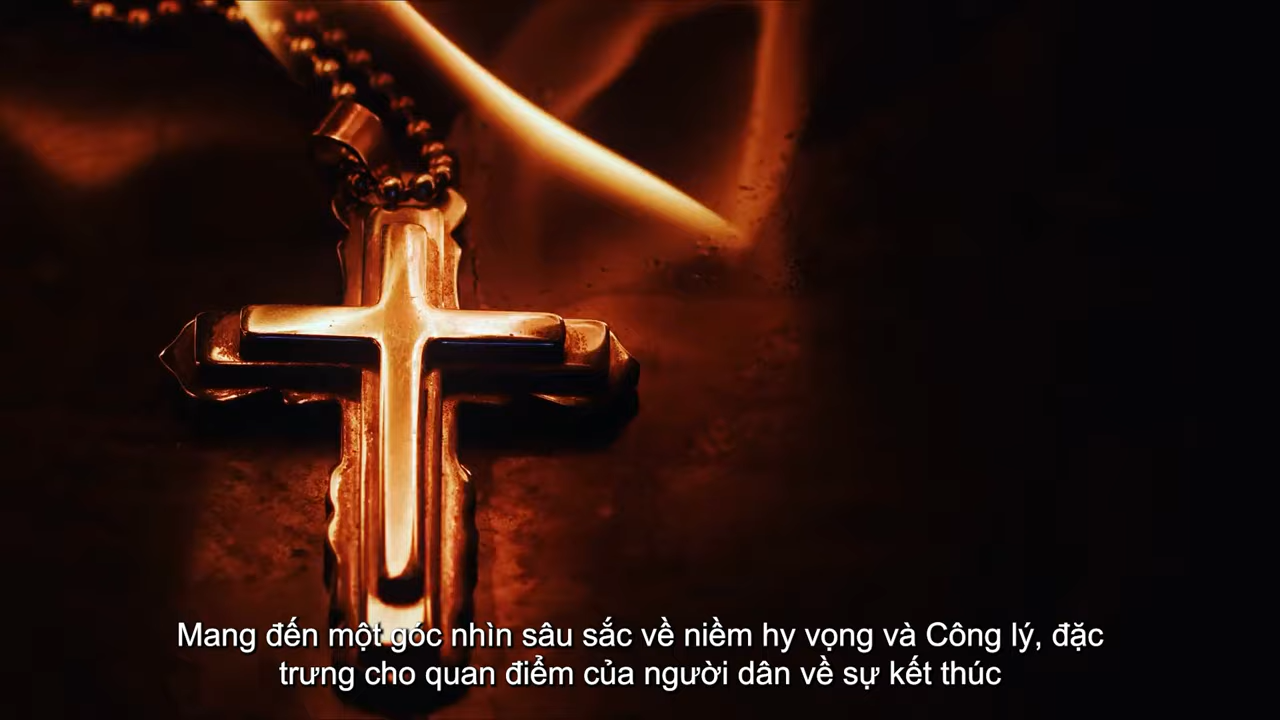 Mang đến một góc nhìn sâu sắc về niềm hy vọng và Công lý, đặc
trưng cho quan điểm của người dân về sự kết thúc